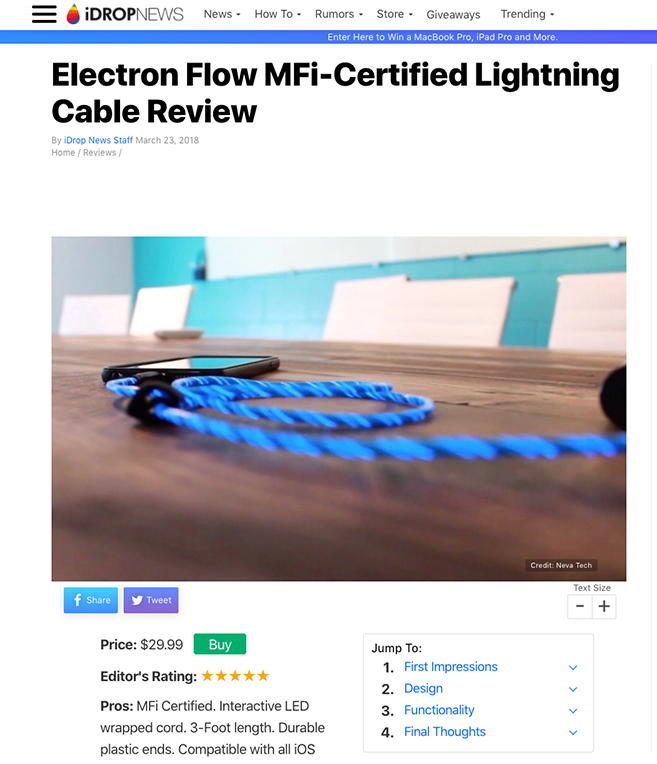 iDROPNEWS News How To Rumors Store Giveaways Trending
Enter Here to Win a MacBook Pro, iPad Pro and More.
Electron Flow MFi-Certified Lightning
Cable Review
By iDrop News Staff March 23, 2018
Home / Reviews /
Credit: Neva Tech
Share Tweet
Text Size
- +
Price: $29.99 Buy
Editor's Rating: ★★★★★
Pros: MFi Certified. Interactive LED
wrapped cord. 3-Foot length. Durable
plastic ends. Compatible with all iOS
Jump To:
1. First Impressions
2. Design
3. Functionality
4. Final Thoughts